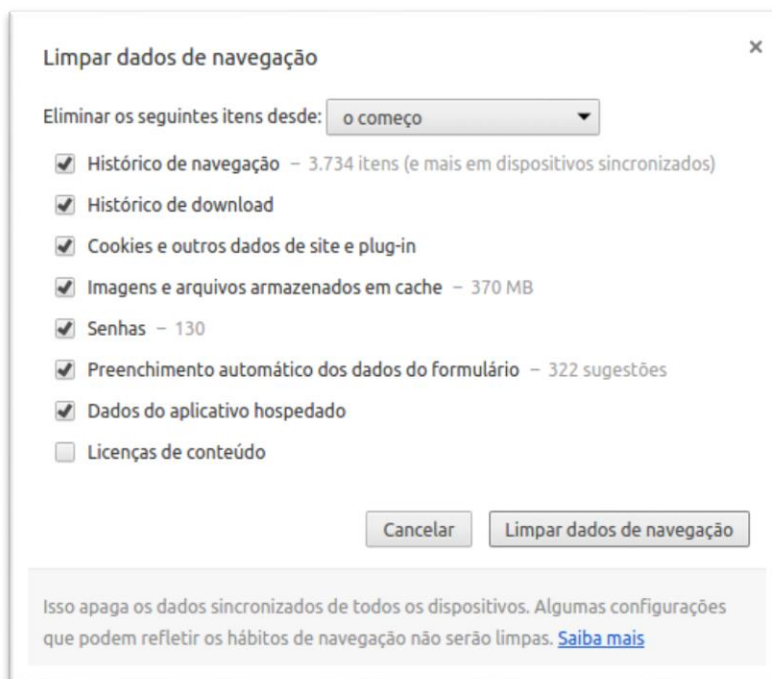 Limpar dados de navegação
×
Eliminar os seguintes itens desde: o começo
Histórico de navegação – 3.734 itens (e mais em dispositivos sincronizados)
Histórico de download
Cookies e outros dados de site e plug-in
Imagens e arquivos armazenados em cache – 370 MB
Senhas – 130
Preenchimento automático dos dados do formulário – 322 sugestões
Dados do aplicativo hospedado
Licenças de conteúdo
Cancelar Limpar dados de navegação
Isso apaga os dados sincronizados de todos os dispositivos. Algumas configurações
que podem refletir os hábitos de navegação não serão limpas. Saiba mais